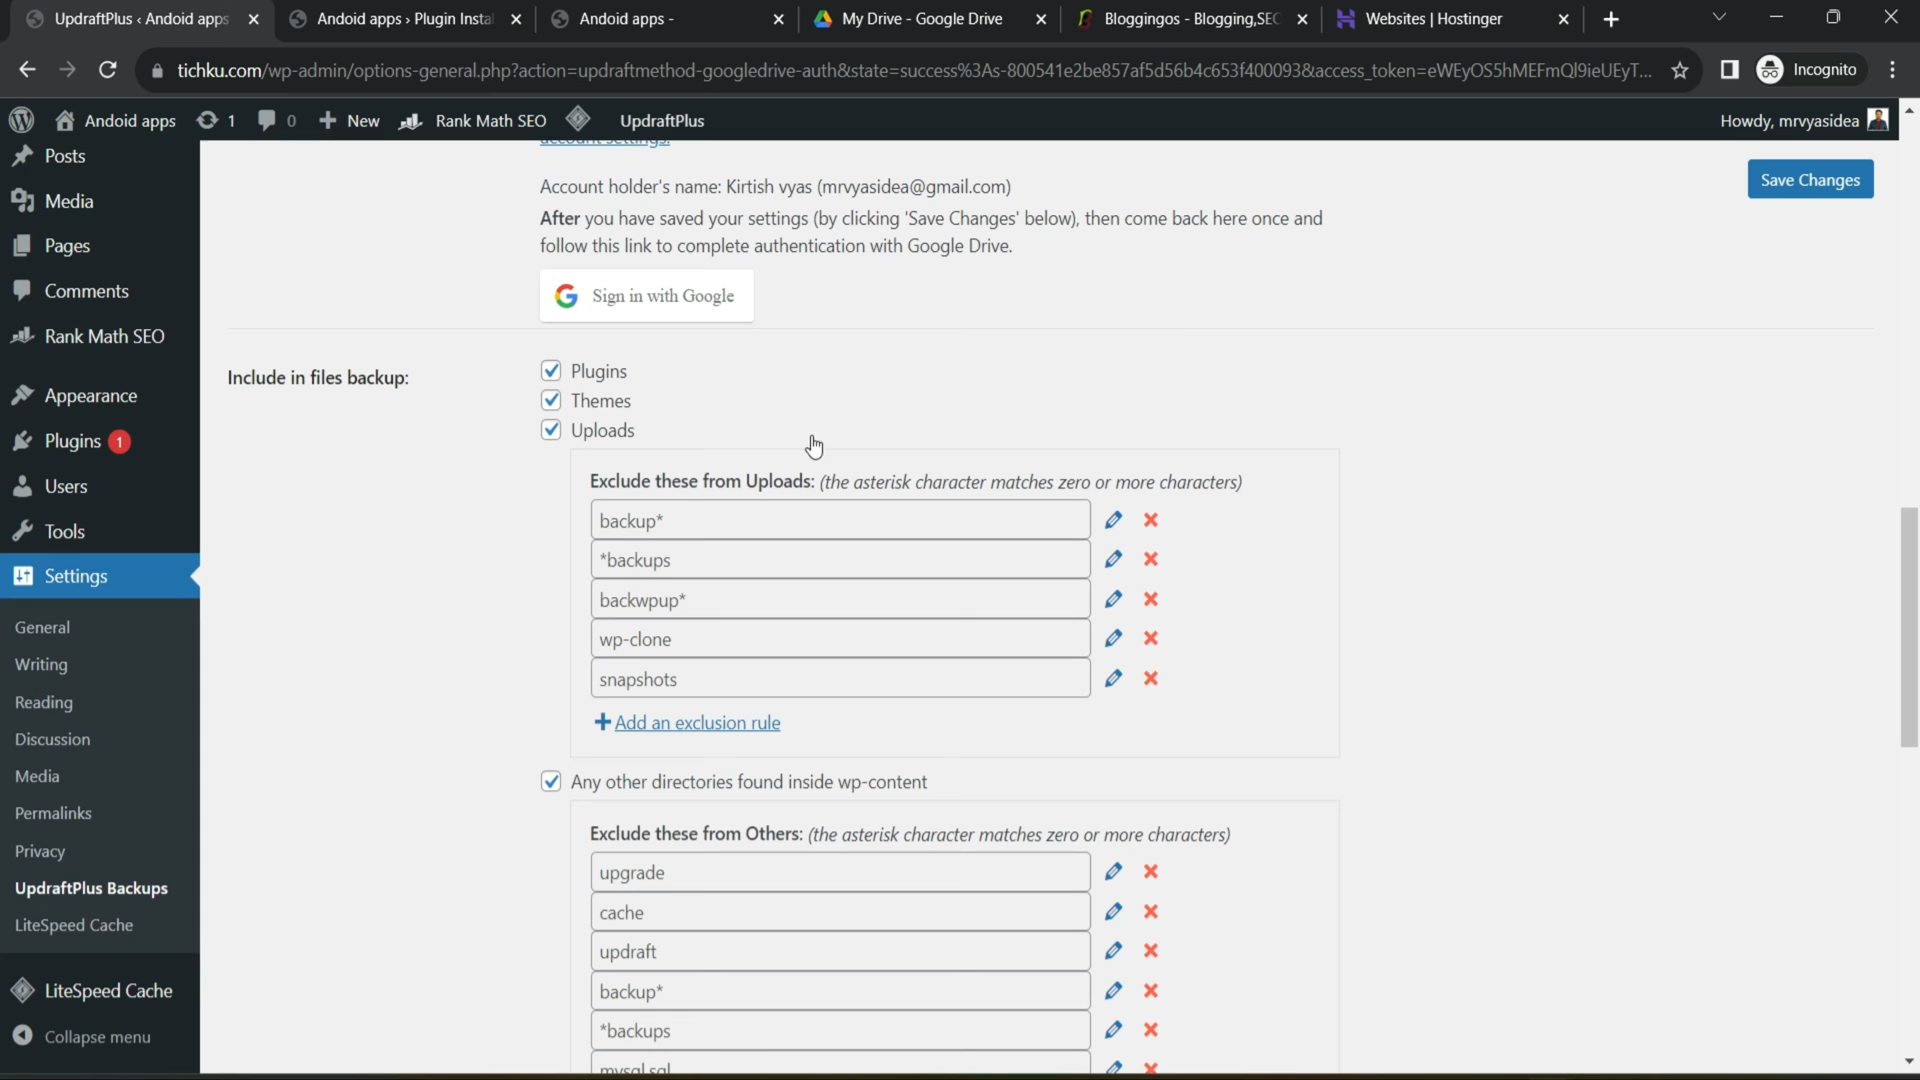 UpdraftPlus ‹ Andoid apps
Andoid apps › Plugin Instal
Andoid apps -
My Drive - Google Drive
Bloggingos - Blogging,SEO
Websites | Hostinger
tichku.com/wp-admin/options-general.php?action=updraftmethod-googledrive-auth&state=success%3As-800541e2be857af5d56b4c653f400093&access_token=eWEyOS5hMEFmQl9ieUEyT...
Incognito
Andoid apps
1
0
New
Rank Math SEO
UpdraftPlus
Howdy, mrvyasidea
Posts
Media
Pages
Comments
Rank Math SEO
Appearance
Plugins 1
Users
Tools
Settings
General
Writing
Reading
Discussion
Media
Permalinks
Privacy
UpdraftPlus Backups
LiteSpeed Cache
LiteSpeed Cache
Collapse menu
account settings.
Save Changes
Account holder's name: Kirtish vyas (mrvyasidea@gmail.com)
After you have saved your settings (by clicking 'Save Changes' below), then come back here once and
follow this link to complete authentication with Google Drive.
Sign in with Google
Include in files backup:
Plugins
Themes
Uploads
Exclude these from Uploads: (the asterisk character matches zero or more characters)
backup*
*backups
backwpup*
wp-clone
snapshots
Add an exclusion rule
Any other directories found inside wp-content
Exclude these from Others: (the asterisk character matches zero or more characters)
upgrade
cache
updraft
backup*
*backups
mysql.sql